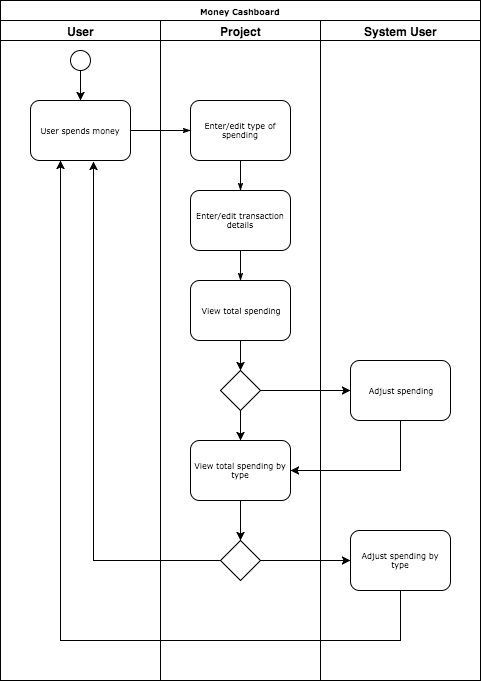 Money Cashboard
User
Project
System User
User spends money
Enter/edit type of
spending
Enter/edit transaction
details
View total spending
Adjust spending
View total spending by
type
Adjust spending by
type